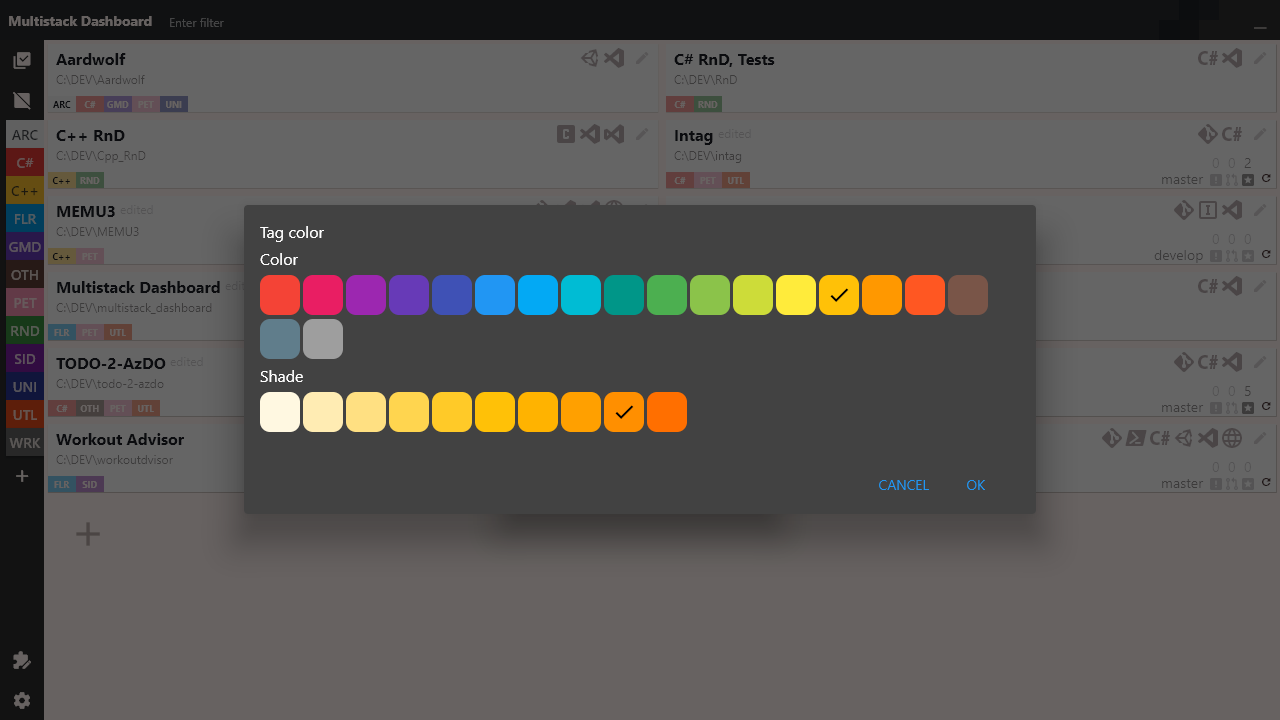 Multistack Dashboard Enter filter
ARC
C#
C++
FLR
GMD
OTH
PET
RND
SID
UNI
UTL
WRK
Aardwolf
C:\DEV\Aardwolf
ARC C# GMD PET UNI
C# RnD, Tests
C#
C:\DEV\RnD
C# RND
C++ RnD
C
C:\DEV\Cpp_RnD
C++ RND
Intag edited
C#
C:\DEV\intag
0 0 2
C# PET UTL
master
MEMU3 edited
C:\DEV\MEMU3
C++ PET
I
0 0 0
develop
Multistack Dashboard
C:\DEV\multistack_dashboard
FLR PET UTL
C#
TODO-2-AzDO edited
C:\DEV\todo-2-azdo
C# OTH PET UTL
C#
0 0 5
master
Workout Advisor
C:\DEV\workoutdvisor
FLR SID
C#
0 0 0
master
Tag color
Color
Shade
CANCEL OK